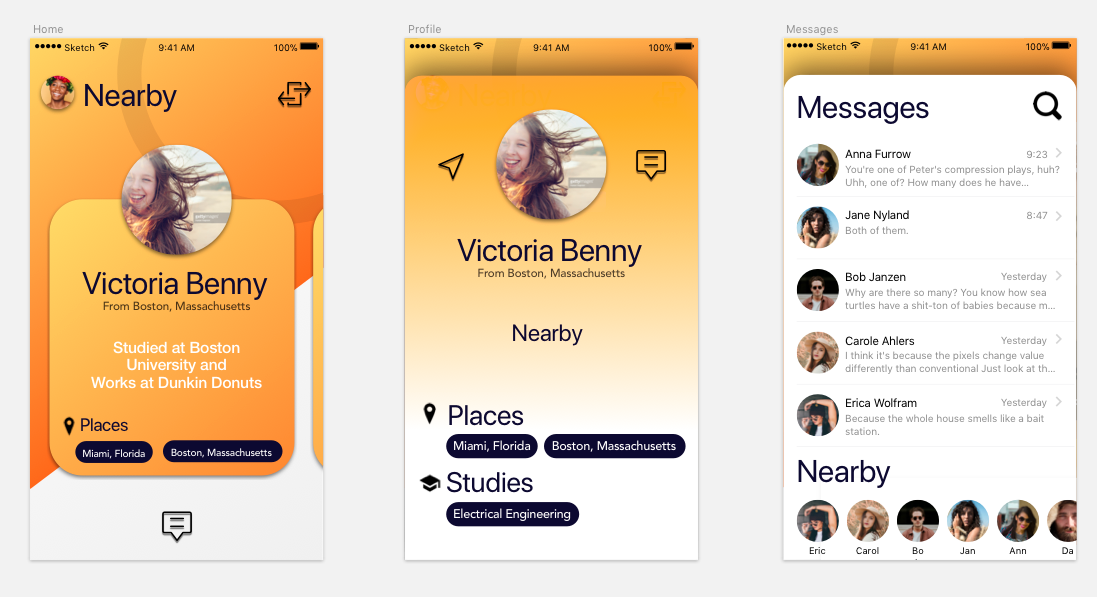 Home
Sketch 9:41 AM 100%
Nearby
gettyimages
Victoria Benny
From Boston, Massachusetts
Studied at Boston
University and
Works at Dunkin Donuts
Places
Miami, Florida Boston, Massachusetts
Profile
Sketch 9:41 AM 100%
gettyimages
Victoria Benny
From Boston, Massachusetts
Nearby
Places
Miami, Florida Boston, Massachusetts
Studies
Electrical Engineering
Messages
Sketch 9:41 AM 100%
Messages
Anna Furrow 9:23
You're one of Peter's compression plays, huh?
Uhh, one of? How many does he have...
Jane Nyland 8:47
Both of them.
Bob Janzen Yesterday
Why are there so many? You know how sea
turtles have a shit-ton of babies because m...
Carole Ahlers Yesterday
I think it's because the pixels change value
differently than conventional Just look at th...
Erica Wolfram Yesterday
Because the whole house smells like a bait
station.
Nearby
Eric Carol Bo Jan Ann Da